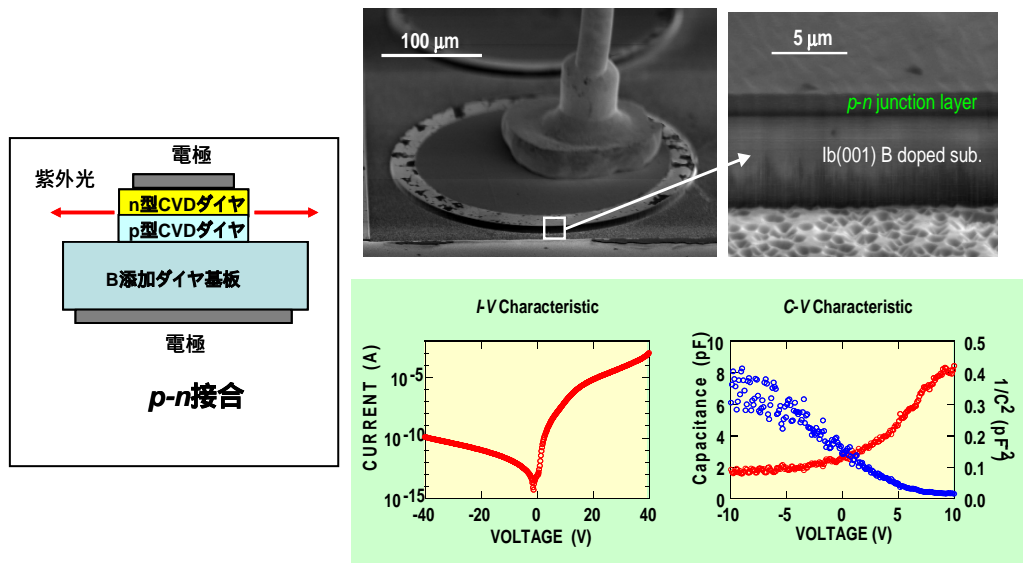 電極
紫外光
n型CVDダイヤ
p型CVDダイヤ
B添加ダイヤ基板
電極
p-n接合
100 μm
5 μm
p-n junction layer
Ib(001) B doped sub.
I-V Characteristic
CURRENT (A)
10-5
10-10
10-15
-40
-20
0
20
40
VOLTAGE (V)
C-V Characteristic
Capacitance (pF)
10
8
6
4
2
0
-10
-5
0
5
10
VOLTAGE (V)
0.5
0.4
0.3
0.2
0.1
0.0
1/C2 (pF-2)